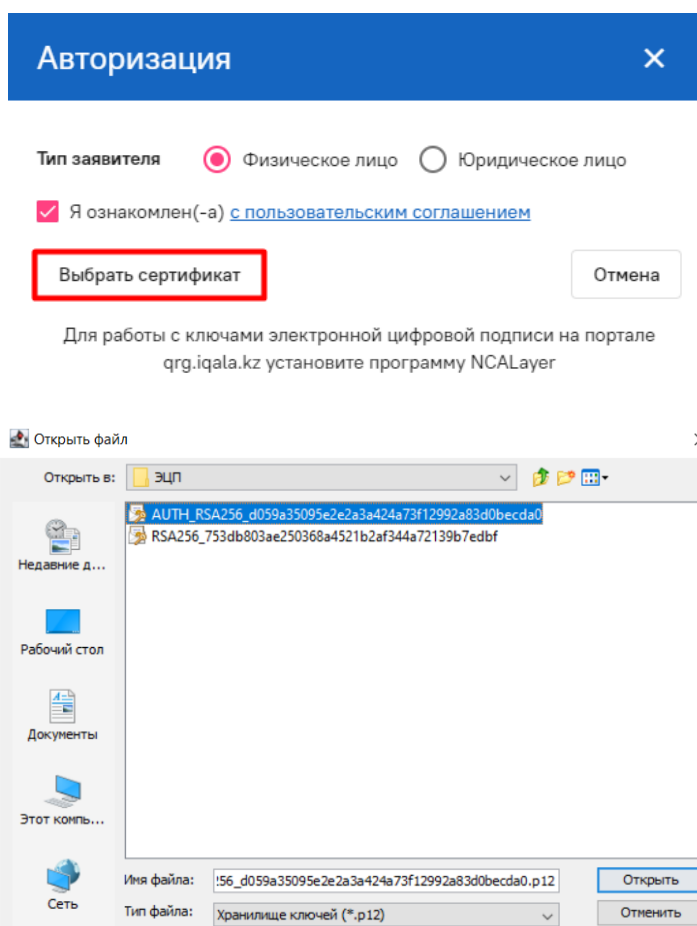 Авторизация
Тип заявителя Физическое лицо Юридическое лицо
Я ознакомлен(-а) с пользовательским соглашением
Выбрать сертификат Отмена
Для работы с ключами электронной цифровой подписи на портале
qrg.iqala.kz установите программу NCALayer
Открыть файл
Открыть в: ЭЦП
AUTH_RSA256_d059a35095e2e2a3a424a73f12992a83d0becda0
RSA256_753db803ae250368a4521b2af344a72139b7edbf
Недавние д...
Рабочий стол
Документы
Этот компь...
Сеть
Имя файла: !56_d059a35095e2e2a3a424a73f12992a83d0becda0.p12 Открыть
Тип файла: Хранилище ключей (*.p12) Отменить